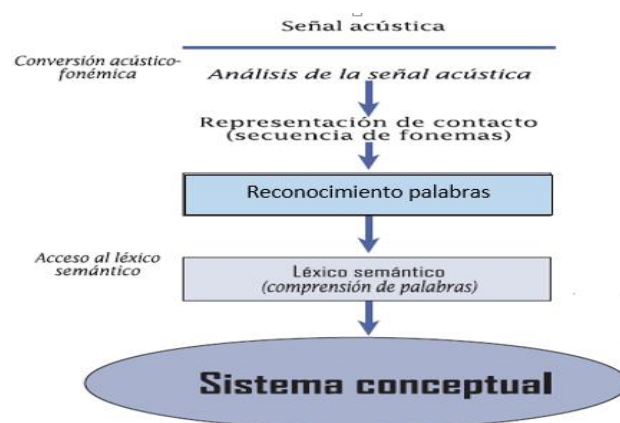 Señal acústica
Conversión acústico-
fonémica
Análisis de la señal acústica
Representación de contacto
(secuencia de fonemas)
Reconocimiento palabras
Acceso al léxico
semántico
Léxico semántico
(comprensión de palabras)
Sistema conceptual